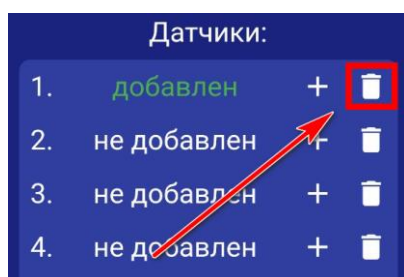 Датчики:
1. добавлен +
2. не добавлен +
3. не добавлен +
4. не добавлен +